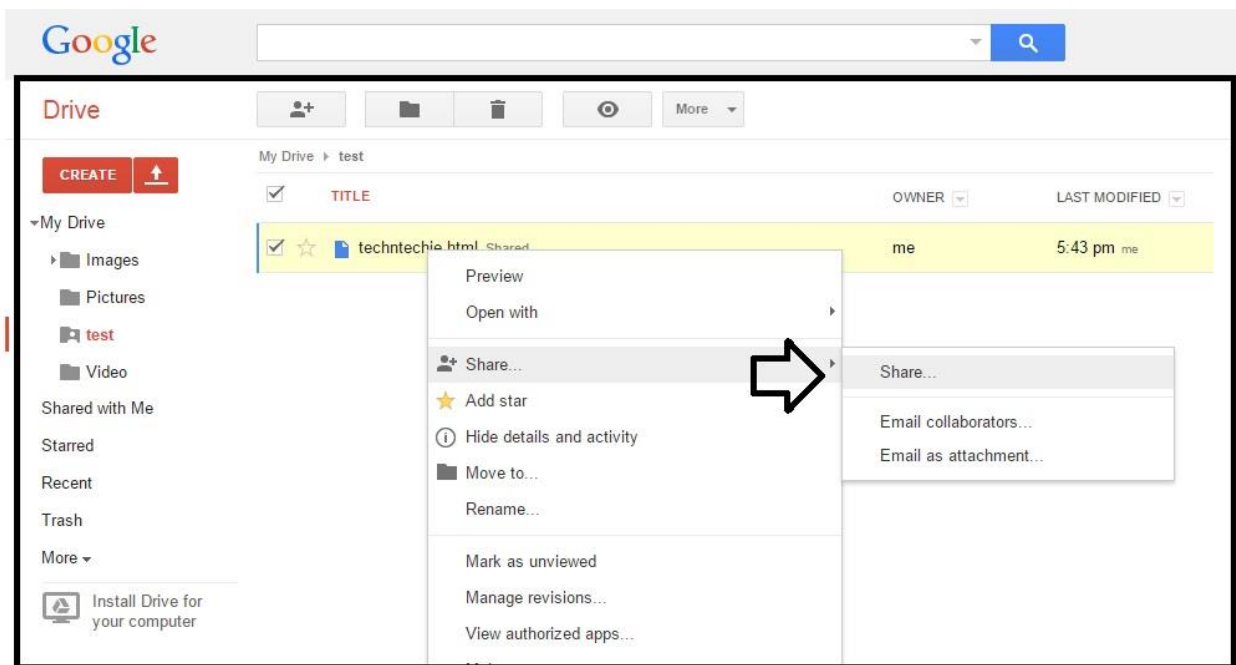 Google
Drive
More
CREATE
My Drive test
TITLE OWNER LAST MODIFIED
My Drive
techntechie.html Shared me 5:43 pm me
Images
Pictures
test
Video
Shared with Me
Starred
Recent
Trash
More
Install Drive for
your computer
Preview
Open with
Share...
Add star
Hide details and activity
Move to...
Rename...
Mark as unviewed
Manage revisions...
View authorized apps...
Share...
Email collaborators...
Email as attachment...